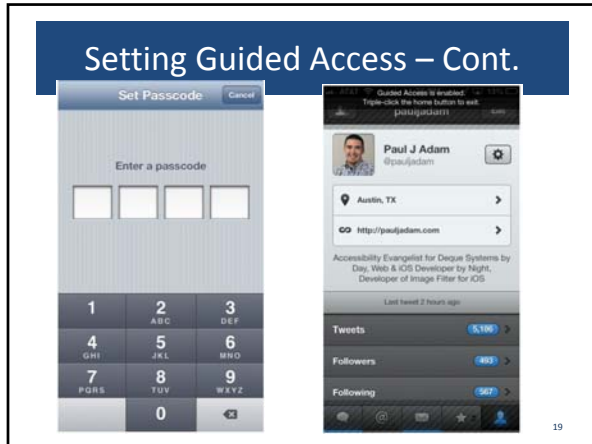 Setting Guided Access – Cont.
Set Passcode
Cancel
Enter a passcode
1
2
ABC
3
DEF
4
GHI
5
JKL
6
MNO
7
PQRS
8
TUV
9
WXYZ
0
AT&T
13%
Guided Access is enabled.
Triple-click the home button to exit.
pauljadam
Edit
Paul J Adam
@pauljadam
Austin, TX
http://pauljadam.com
Accessibility Evangelist for Deque Systems by
Day, Web & iOS Developer by Night,
Developer of Image Filter for iOS
Last tweet 2 hours ago
Tweets
5,106
Followers
493
Following
567
19